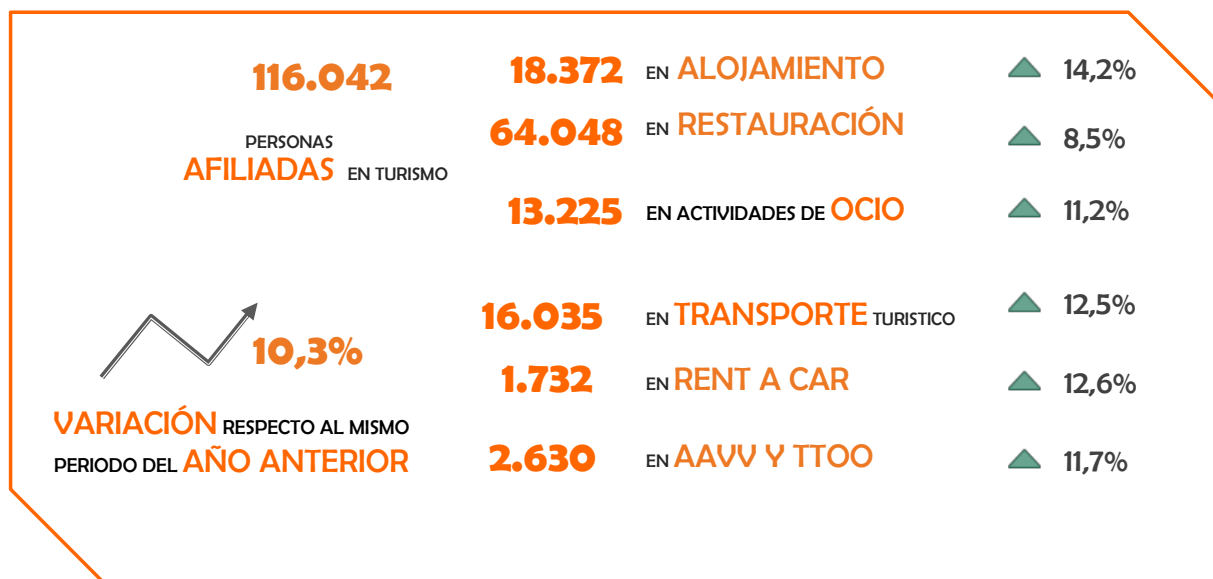 116.042
PERSONAS
AFILIADAS EN TURISMO
10,3%
VARIACIÓN RESPECTO AL MISMO
PERIODO DEL AÑO ANTERIOR
18.372 EN ALOJAMIENTO 14,2%
64.048 EN RESTAURACIÓN 8,5%
13.225 EN ACTIVIDADES DE OCIO 11,2%
16.035 EN TRANSPORTE TURISTICO 12,5%
1.732 EN RENT A CAR 12,6%
2.630 EN AAVV Y TTOO 11,7%